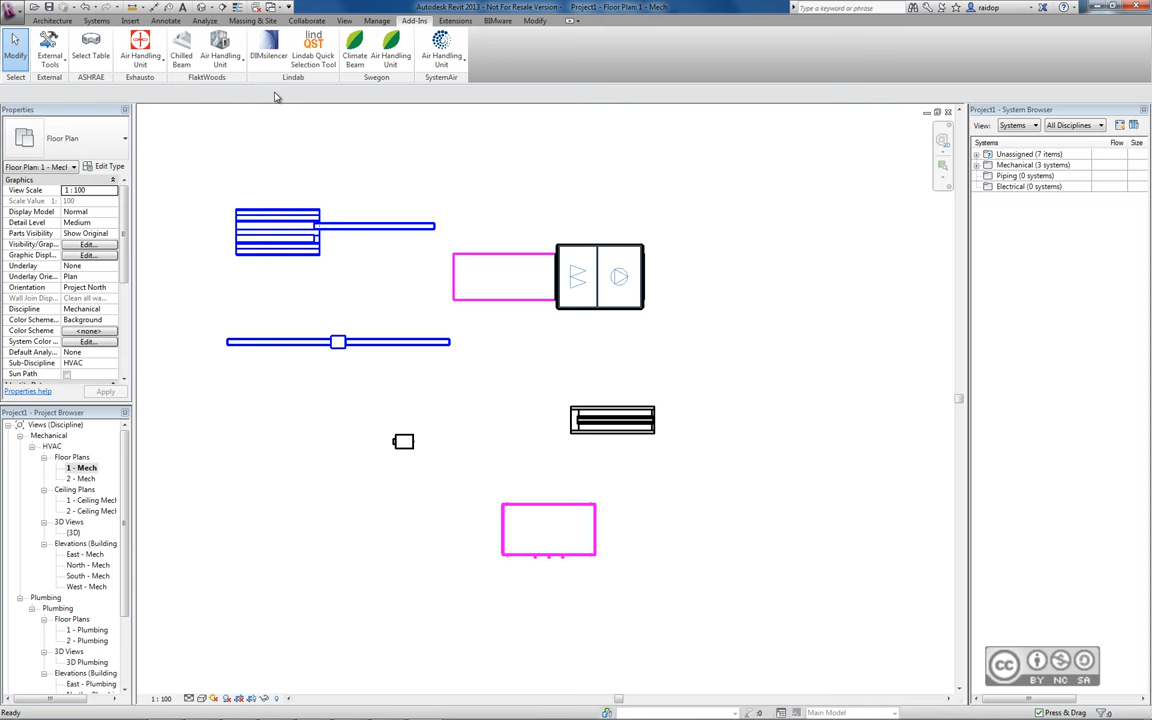 Autodesk Revit 2013 - Not For Resale Version - Project1 - Floor Plan: 1 - Mech
Type a keyword or phrase
raidop
Architecture Systems Insert Annotate Analyze Massing & Site Collaborate View Manage Add-Ins Extensions BIMware Modify
Modify
External Tools
Select Table
Air Handling Unit
Chilled Beam
Air Handling Unit
DIMsilencer
lind QST
Lindab Quick Selection Tool
Climate Beam
Air Handling Unit
Air Handling Unit
Select External ASHRAE Exhausto FlaktWoods Lindab Swegon SystemAir
Properties
Floor Plan
Floor Plan: 1 - Mech
Edit Type
Graphics
View Scale 1 : 100
Scale Value 1: 100
Display Model Normal
Detail Level Medium
Parts Visibility Show Original
Visibility/Grap... Edit...
Graphic Displ... Edit...
Underlay None
Underlay Orie... Plan
Orientation Project North
Wall Join Disp... Clean all wa...
Discipline Mechanical
Color Scheme ... Background
Color Scheme <none>
System Color ... Edit...
Default Analy... None
Sub-Discipline HVAC
Sun Path
Properties help
Apply
Project1 - Project Browser
Views (Discipline)
Mechanical
HVAC
Floor Plans
1 - Mech
2 - Mech
Ceiling Plans
1 - Ceiling Mech
2 - Ceiling Mech
3D Views
{3D}
Elevations (Building
East - Mech
North - Mech
South - Mech
West - Mech
Plumbing
Plumbing
Floor Plans
1 - Plumbing
2 - Plumbing
3D Views
3D Plumbing
Elevations (Building
East - Plumbing
Project1 - System Browser
View: Systems All Disciplines
Systems Flow Size
Unassigned (7 items)
Mechanical (3 systems)
Piping (0 systems)
Electrical (0 systems)
cc
BY NC SA
1 : 100
Ready
:0
Main Model
Press & Drag
:0